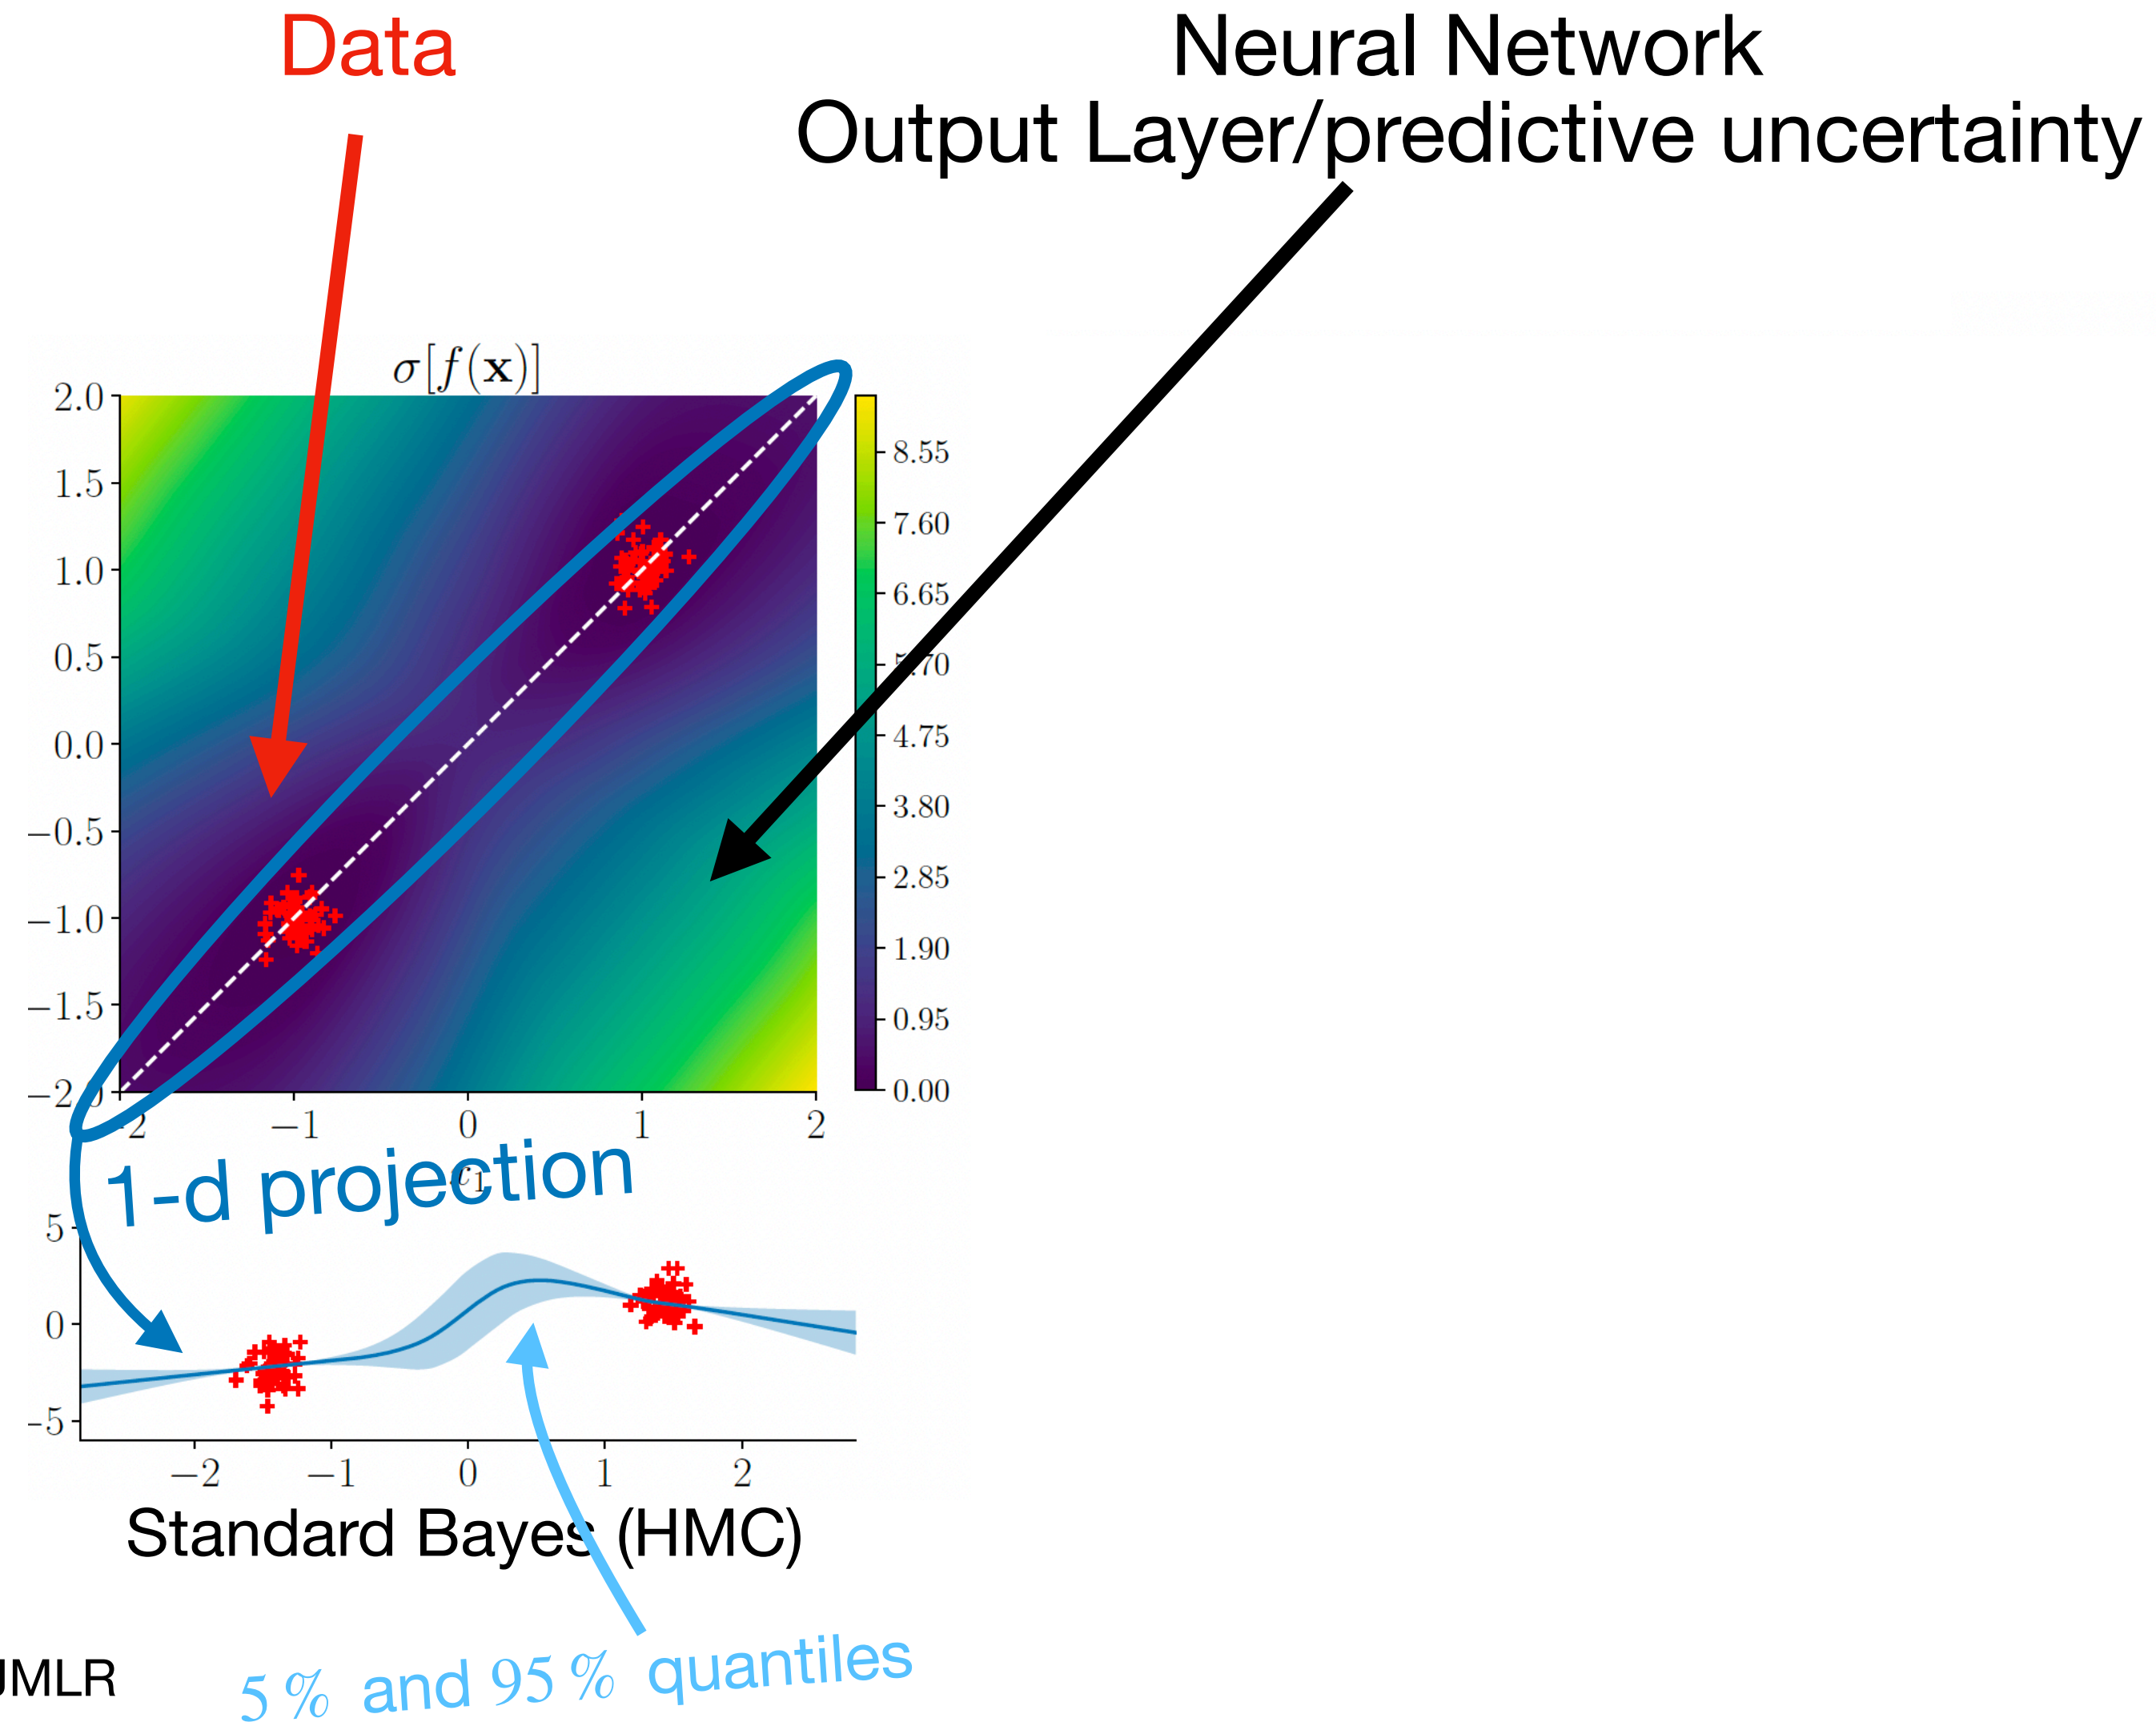 Data
Neural Network
Output Layer/predictive uncertainty
σ[f(x)]
2.0
1.5
1.0
0.5
0.0
−0.5
−1.0
−1.5
8.55
7.60
6.65
4.75
3.80
2.85
1.90
0.95
0.00
−1 0 1 2
1-d projection
5
0
-5
−2 −1 0 1 2
Standard Bayes (HMC)
5 % and 95 % quantiles
JMLR